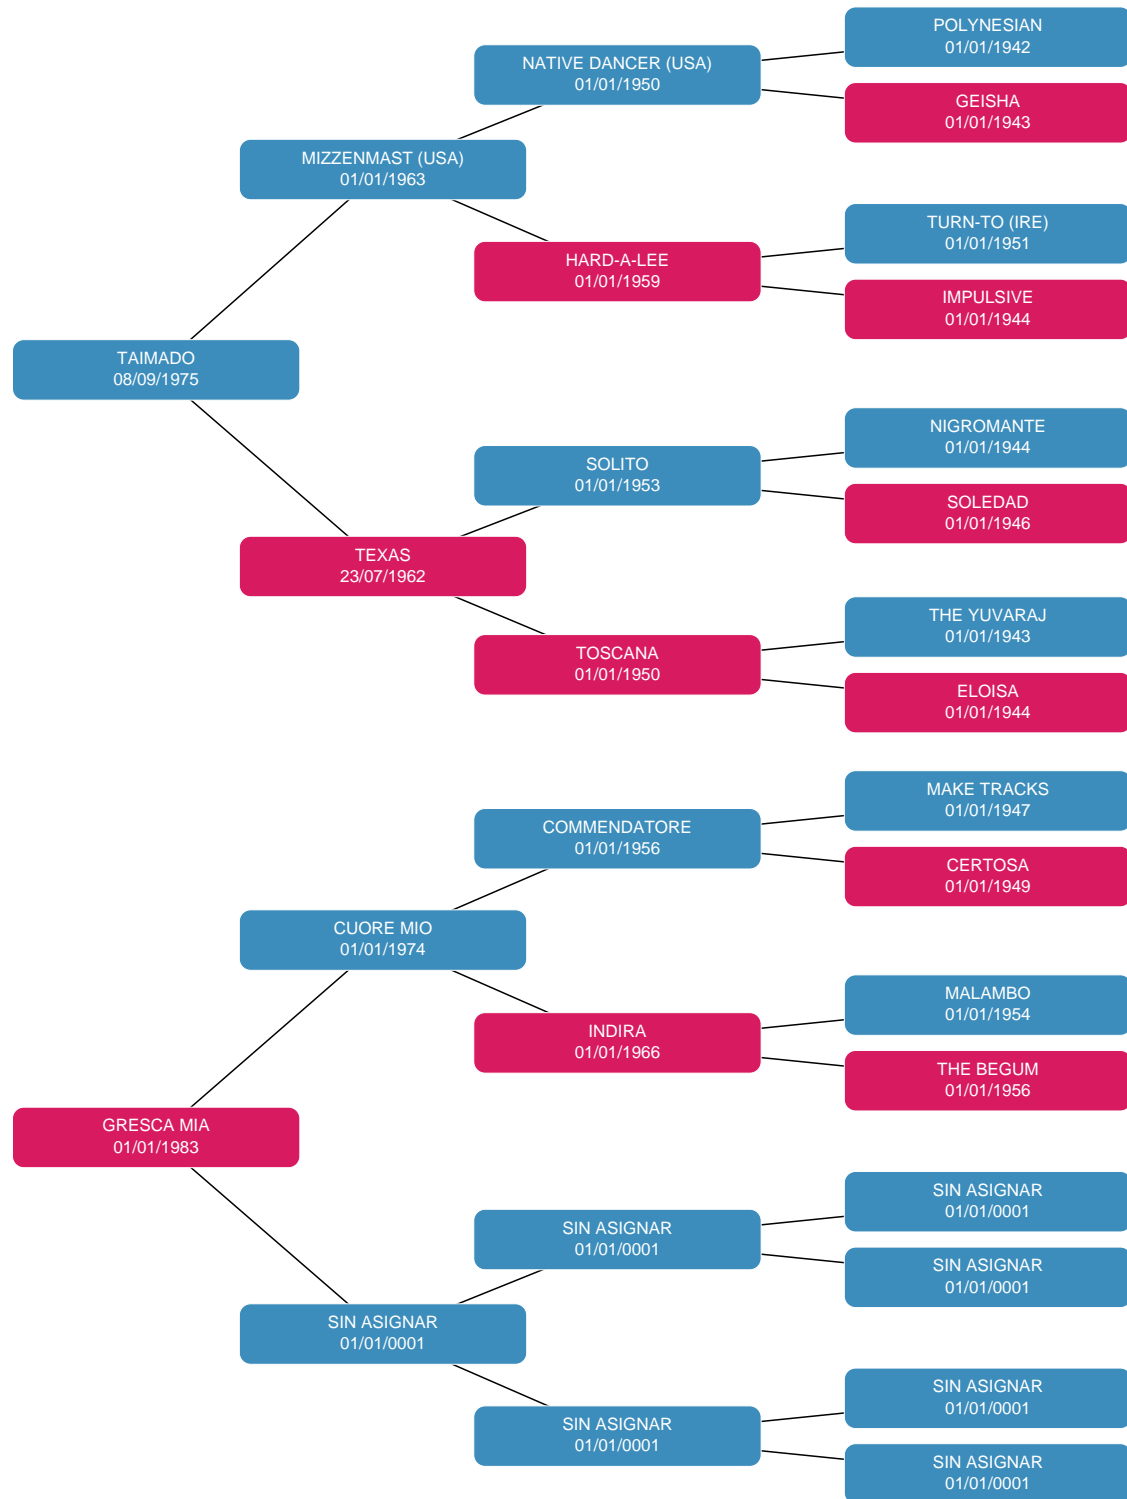 POLYNESIAN
01/01/1942
NATIVE DANCER (USA)
01/01/1950
GEISHA
01/01/1943
MIZZENMAST (USA)
01/01/1963
TURN-TO (IRE)
01/01/1951
HARD-A-LEE
01/01/1959
IMPULSIVE
01/01/1944
TAIMADO
08/09/1975
NIGROMANTE
01/01/1944
SOLITO
01/01/1953
SOLEDAD
01/01/1946
TEXAS
23/07/1962
THE YUVARAJ
01/01/1943
TOSCANA
01/01/1950
ELOISA
01/01/1944
MAKE TRACKS
01/01/1947
COMMENDATORE
01/01/1956
CERTOSA
01/01/1949
CUORE MIO
01/01/1974
MALAMBO
01/01/1954
INDIRA
01/01/1966
THE BEGUM
01/01/1956
GRESCA MIA
01/01/1983
SIN ASIGNAR
01/01/0001
SIN ASIGNAR
01/01/0001
SIN ASIGNAR
01/01/0001
SIN ASIGNAR
01/01/0001
SIN ASIGNAR
01/01/0001
SIN ASIGNAR
01/01/0001
SIN ASIGNAR
01/01/0001